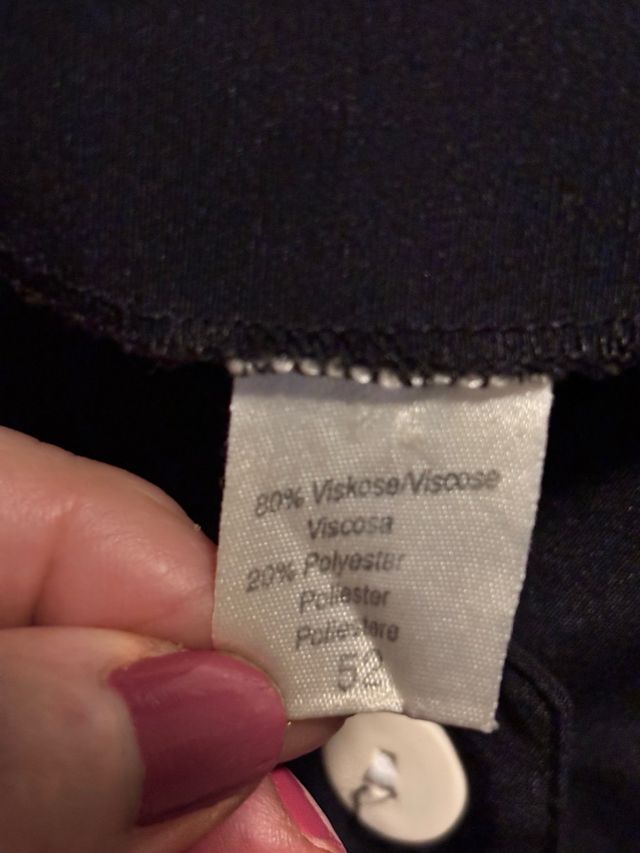 80% Viskose/Viscose
Viscosa
20% Polyester
Poliester
Poliestere
52